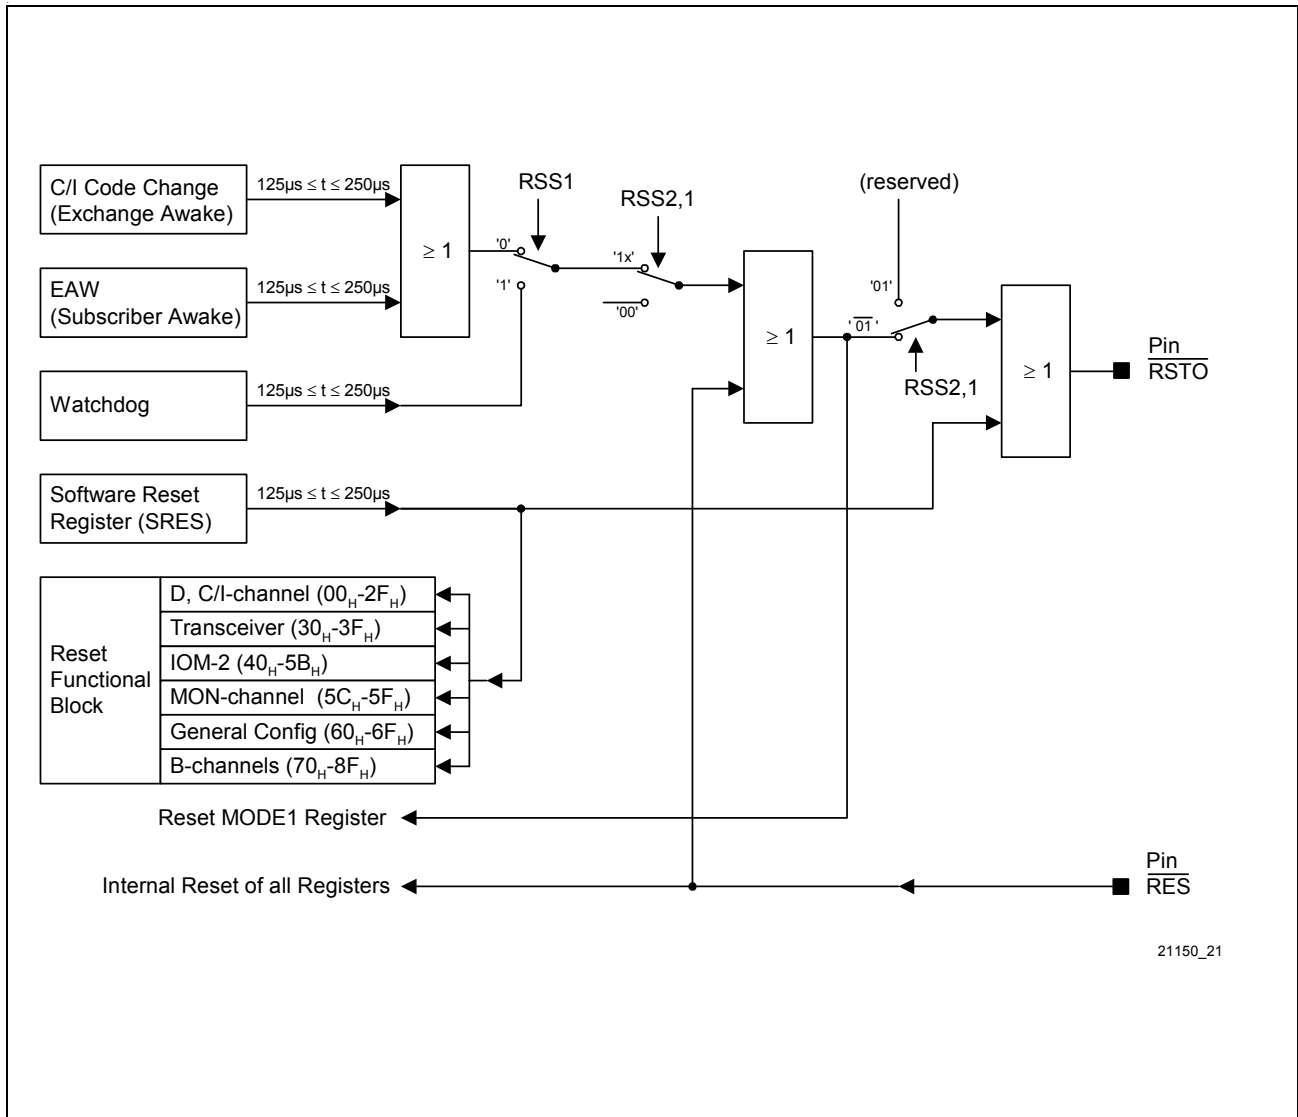 C/I Code Change
(Exchange Awake)
125µs ≤ t ≤ 250µs
EAW
(Subscriber Awake)
125µs ≤ t ≤ 250µs
Watchdog
125µs ≤ t ≤ 250µs
Software Reset
Register (SRES)
125µs ≤ t ≤ 250µs
≥ 1
RSS1
'0'
'1'
RSS2,1
'1x'
'00'
≥ 1
(reserved)
'01'
'01'
RSS2,1
≥ 1
Pin
RSTO
Reset
Functional
Block
D, C/I-channel (00H-2FH)
Transceiver (30H-3FH)
IOM-2 (40H-5BH)
MON-channel (5CH-5FH)
General Config (60H-6FH)
B-channels (70H-8FH)
Reset MODE1 Register
Internal Reset of all Registers
Pin
RES
21150_21